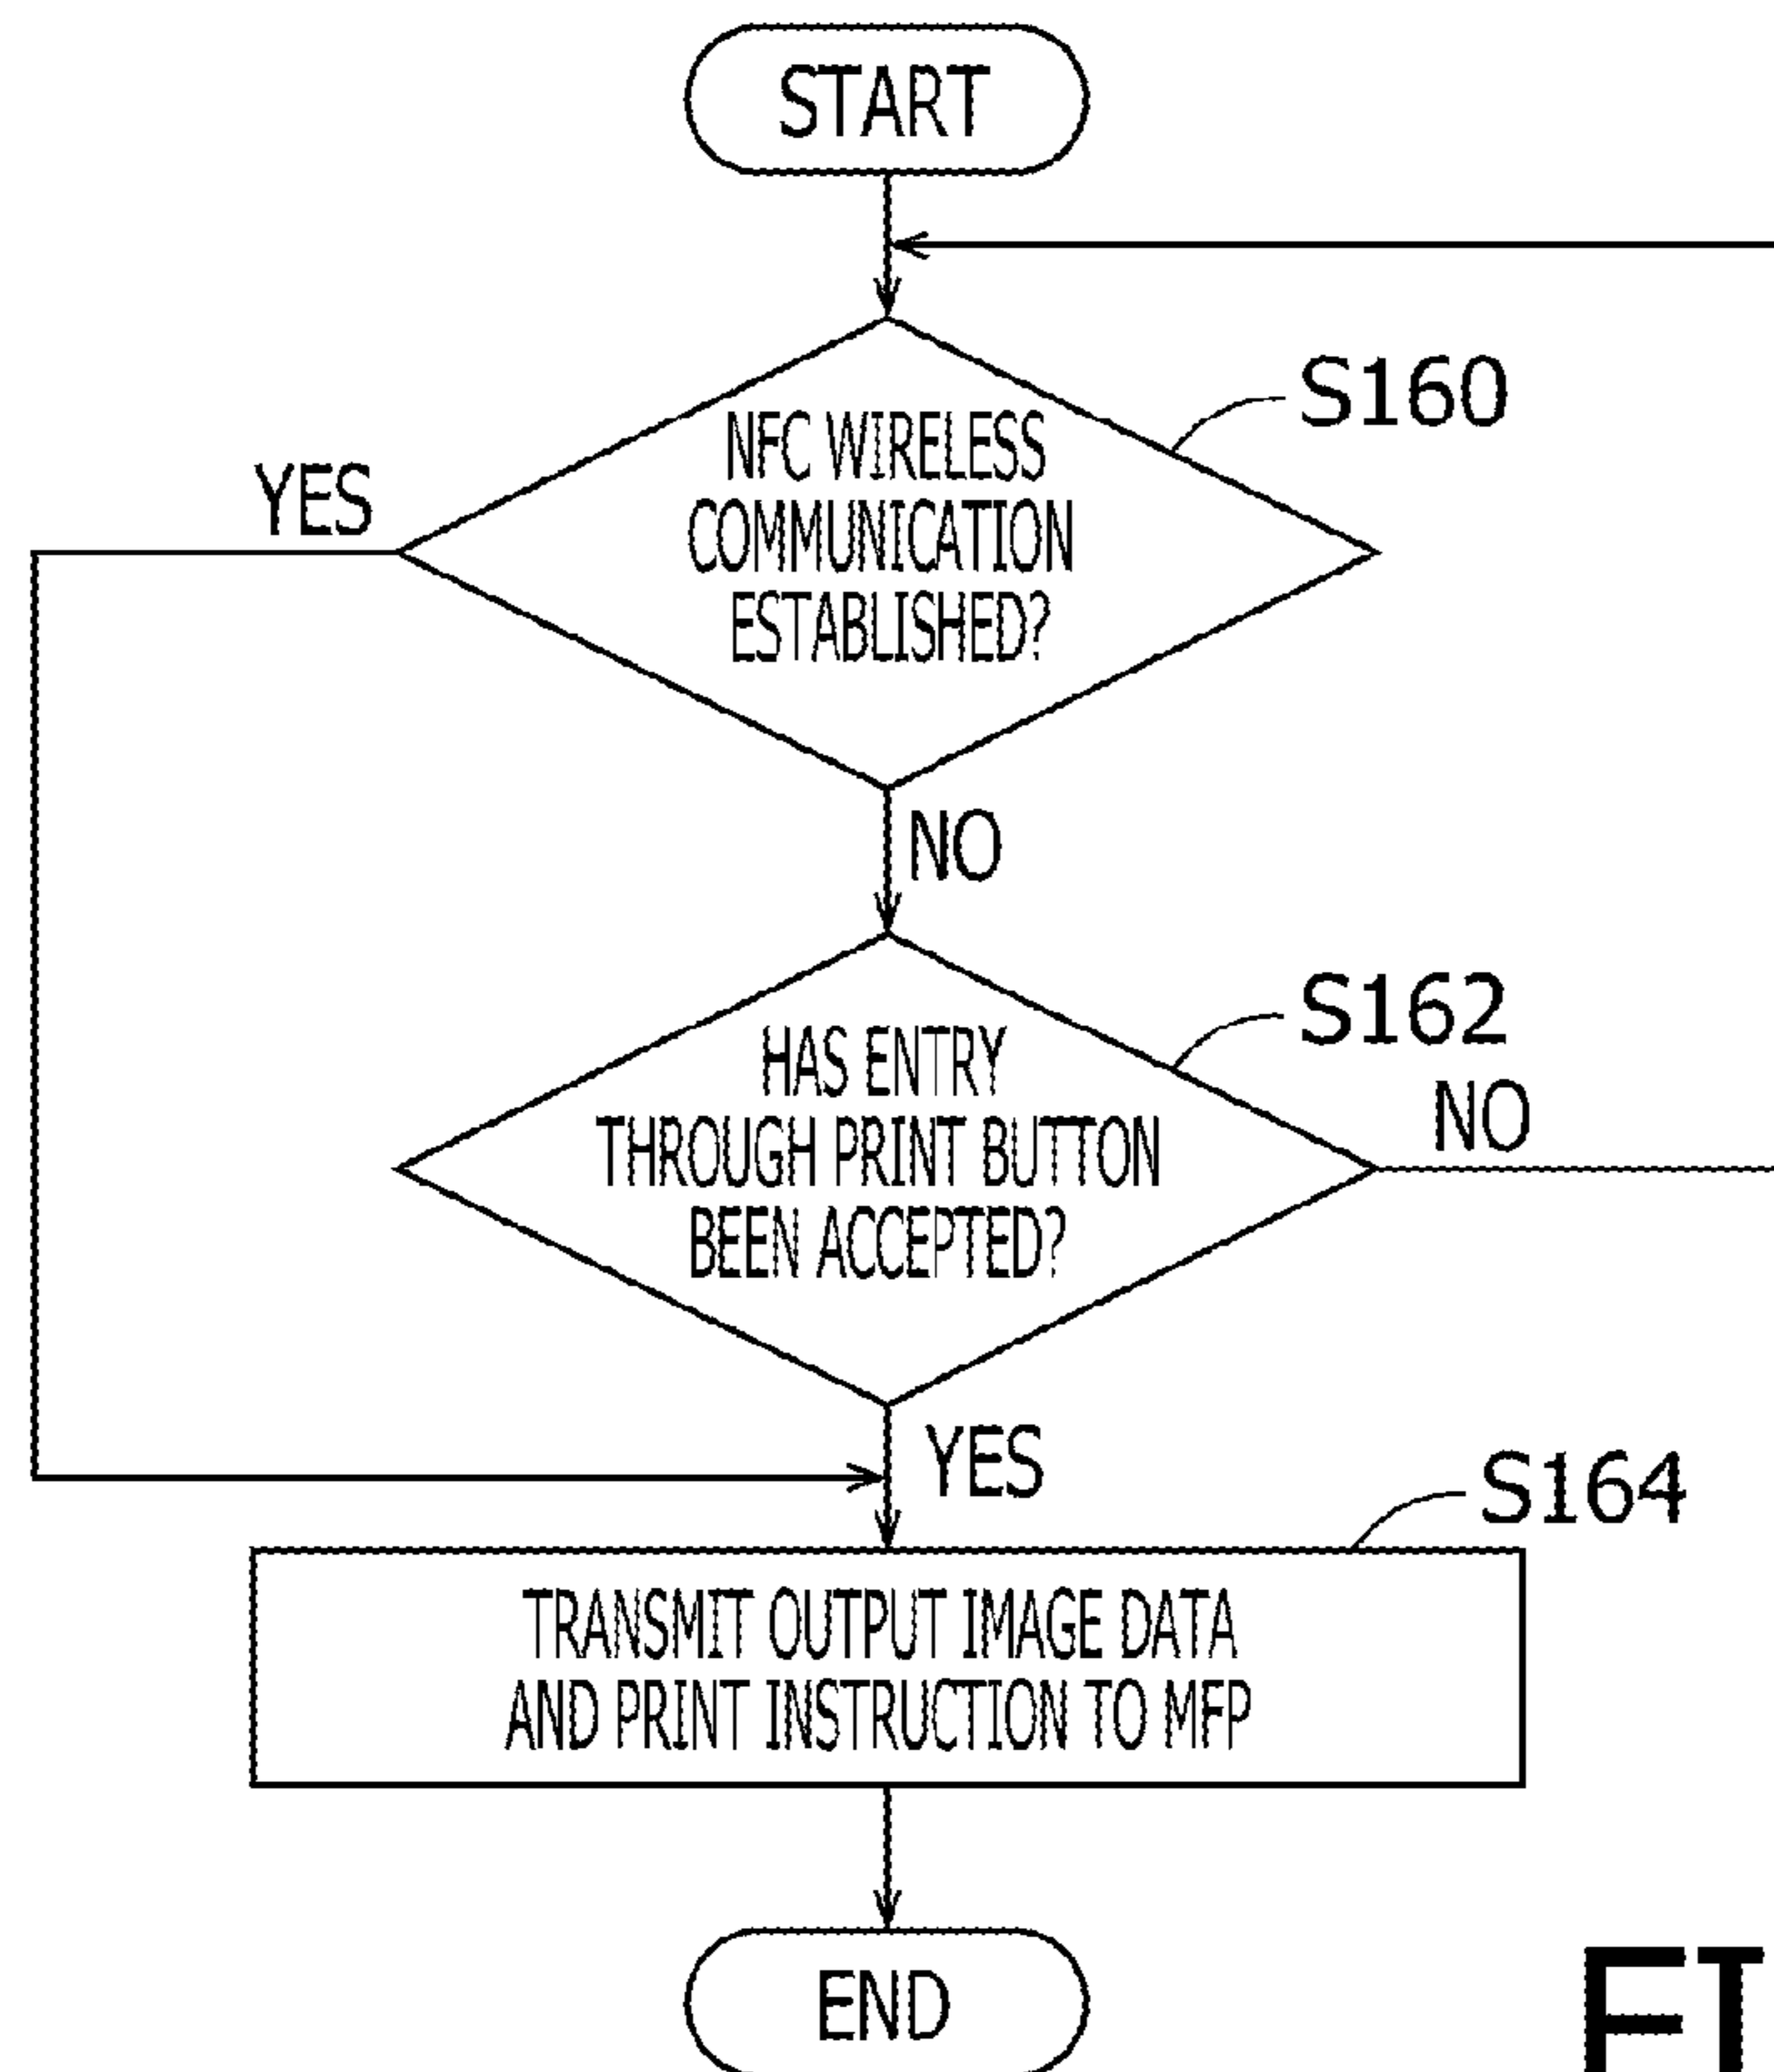 START
S160
NFC WIRELESS
COMMUNICATION
ESTABLISHED?
YES
NO
S162
HAS ENTRY
THROUGH PRINT BUTTON
BEEN ACCEPTED?
NO
YES
S164
TRANSMIT OUTPUT IMAGE DATA
AND PRINT INSTRUCTION TO MFP
END